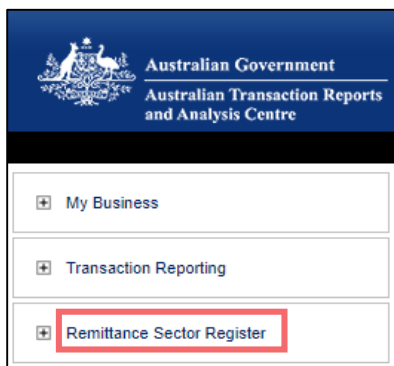 Australian Government
Australian Transaction Reports
and Analysis Centre
My Business
Transaction Reporting
Remittance Sector Register